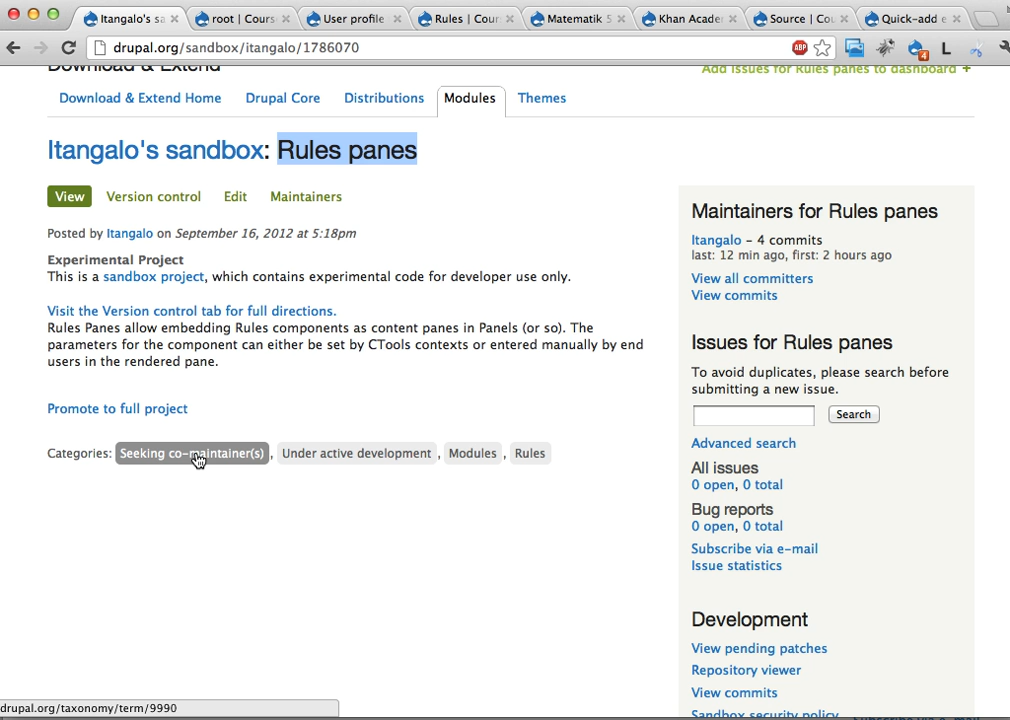 Itangalo's sa
root | Cours
User profile
Rules | Cou
Matematik 5
Khan Acade
Source | Cou
Quick-add e
drupal.org/sandbox/itangalo/1786070
ABP
4
L
Download & Extend
Add issues for Rules panes to dashboard +
Download & Extend Home
Drupal Core
Distributions
Modules
Themes
Itangalo's sandbox: Rules panes
View
Version control
Edit
Maintainers
Posted by Itangalo on September 16, 2012 at 5:18pm
Experimental Project
This is a sandbox project, which contains experimental code for developer use only.
Visit the Version control tab for full directions.
Rules Panes allow embedding Rules components as content panes in Panels (or so). The
parameters for the component can either be set by CTools contexts or entered manually by end
users in the rendered pane.
Promote to full project
Categories: Seeking co-maintainer(s) , Under active development , Modules , Rules
Maintainers for Rules panes
Itangalo – 4 commits
last: 12 min ago, first: 2 hours ago
View all committers
View commits
Issues for Rules panes
To avoid duplicates, please search before
submitting a new issue.
Search
Advanced search
All issues
0 open, 0 total
Bug reports
0 open, 0 total
Subscribe via e-mail
Issue statistics
Development
View pending patches
Repository viewer
View commits
Sandbox security policy
drupal.org/taxonomy/term/9990